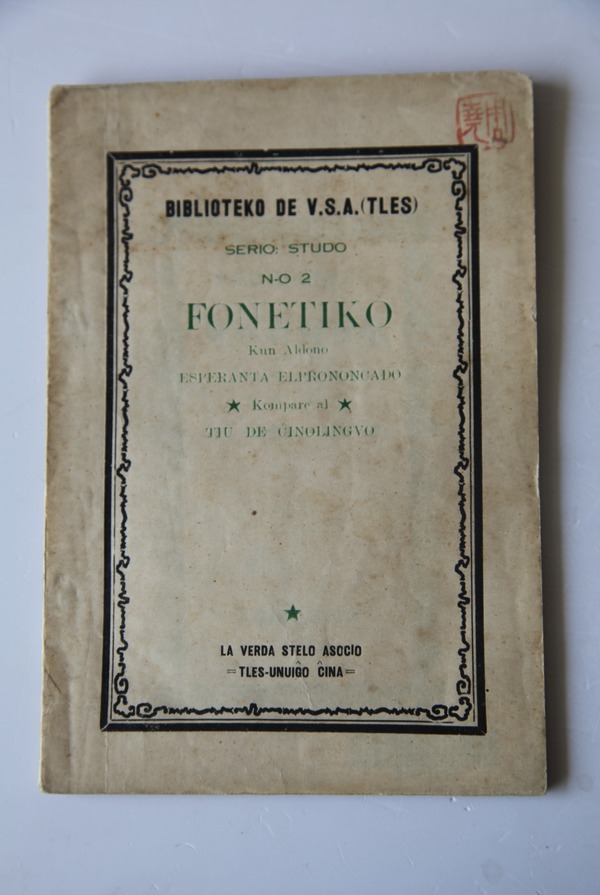 BIBLIOTEKO DE V.S.A.(TLES)
SERIO: STUDO
N-O 2
FONETIKO
Kun Aldono
ESPERANTA ELPRONONCADO
★ Kompare al ★
TIU DE ĈINOLINGVO
★
LA VERDA STELO ASOCIO
=TLES-UNUIĜO ĈINA=